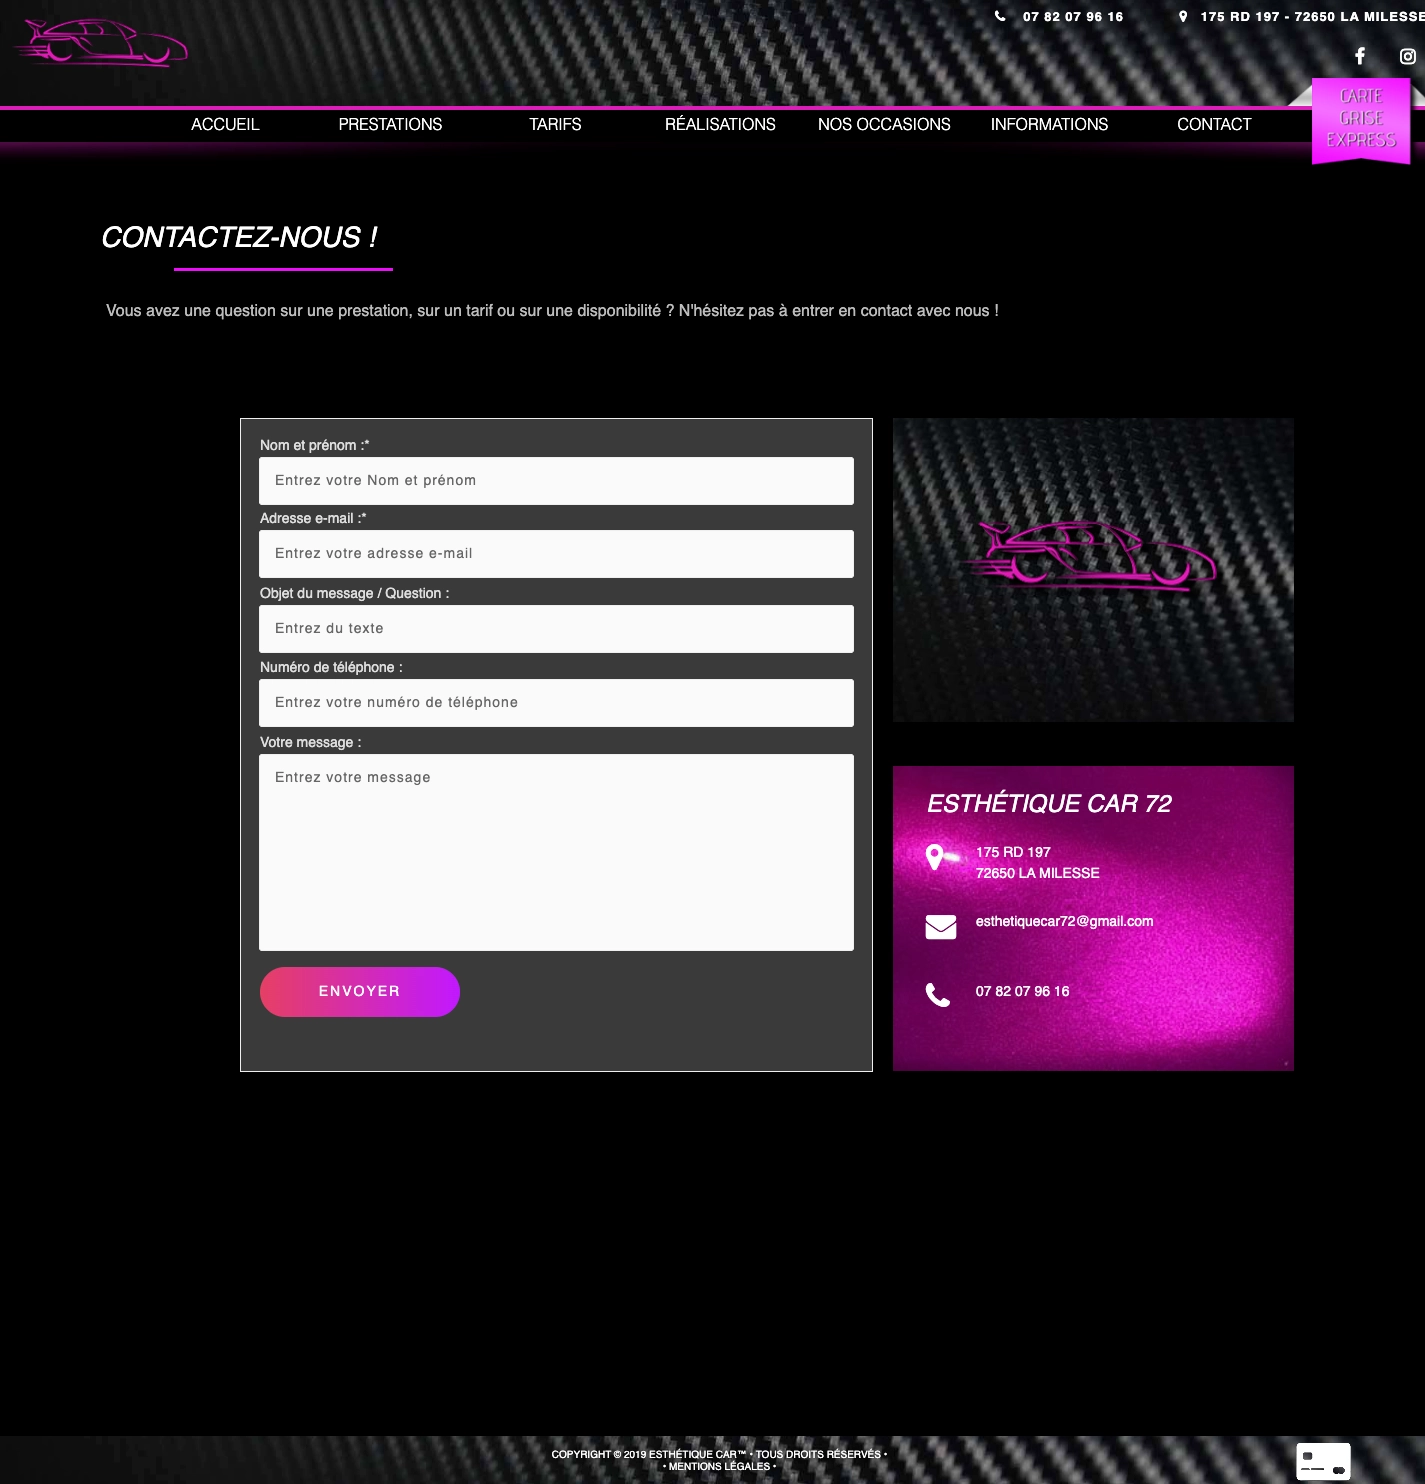 07 82 07 96 16
175 RD 197 - 72650 LA MILESSE
CARTE
GRISE
EXPRESS
ACCUEIL
PRESTATIONS
TARIFS
RÉALISATIONS
NOS OCCASIONS
INFORMATIONS
CONTACT
CONTACTEZ-NOUS !
Vous avez une question sur une prestation, sur un tarif ou sur une disponibilité ? N'hésitez pas à entrer en contact avec nous !
Nom et prénom :*
Entrez votre Nom et prénom
Adresse e-mail :*
Entrez votre adresse e-mail
Objet du message / Question :
Entrez du texte
Numéro de téléphone :
Entrez votre numéro de téléphone
Votre message :
Entrez votre message
ENVOYER
ESTHÉTIQUE CAR 72
175 RD 197
72650 LA MILESSE
esthetiquecar72@gmail.com
07 82 07 96 16
COPYRIGHT © 2019 ESTHÉTIQUE CAR™ • TOUS DROITS RÉSERVÉS •
• MENTIONS LÉGALES •